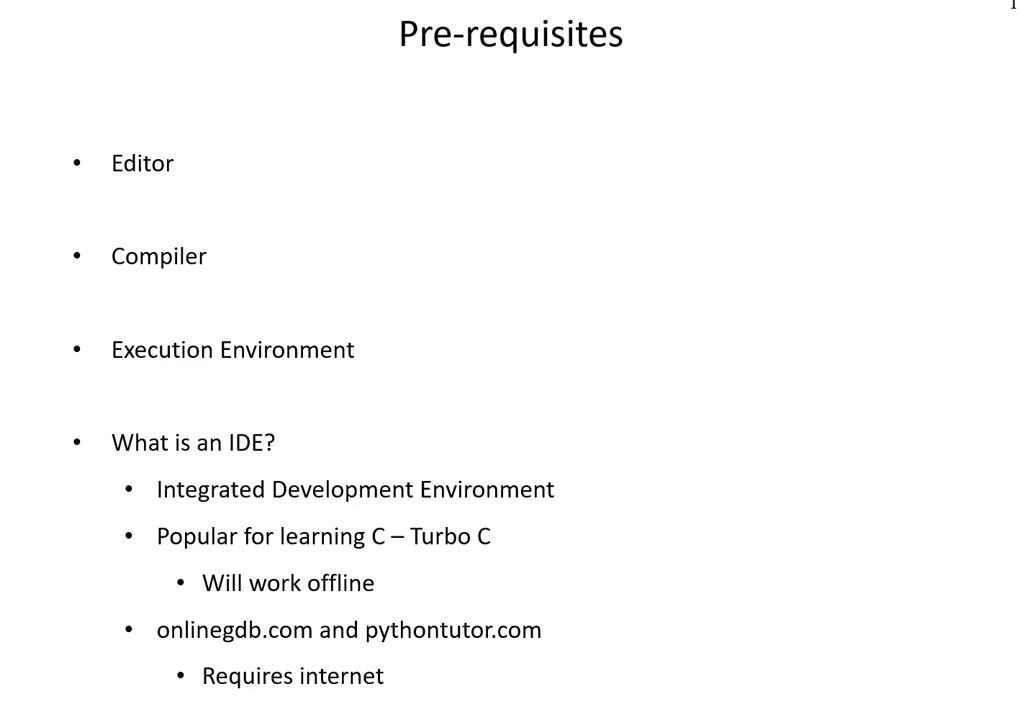 1
Pre-requisites
• Editor
• Compiler
• Execution Environment
• What is an IDE?
• Integrated Development Environment
• Popular for learning C – Turbo C
• Will work offline
• onlinegdb.com and pythontutor.com
• Requires internet